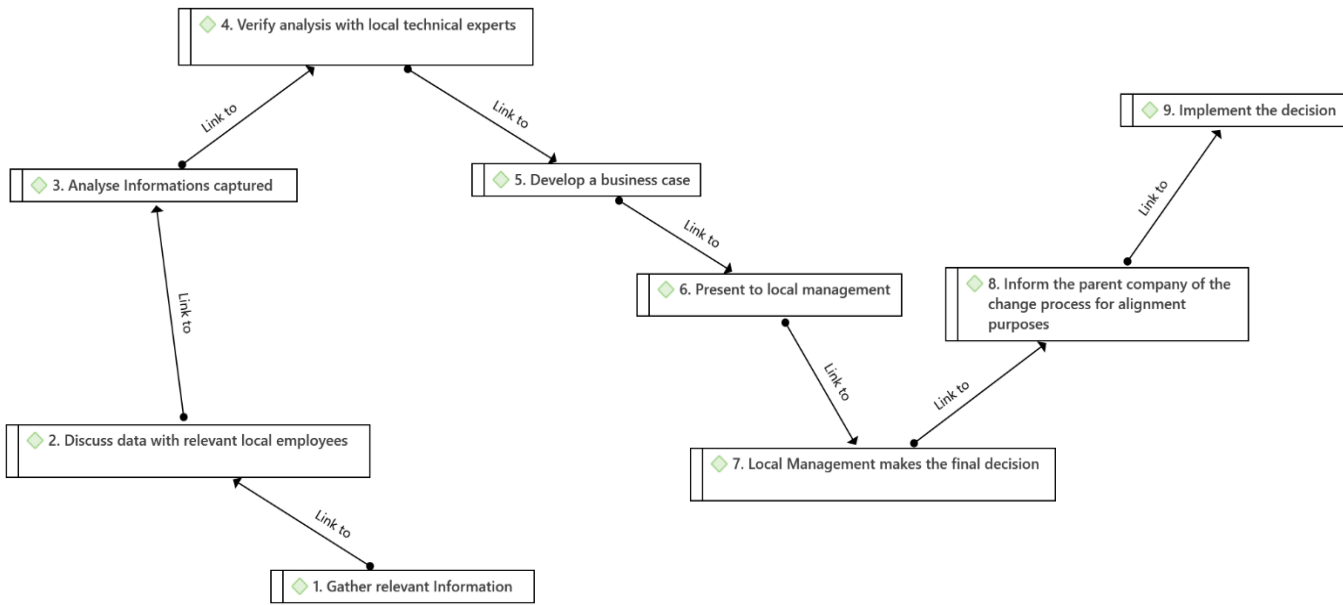 4. Verify analysis with local technical experts
Link to
Link to
9. Implement the decision
3. Analyse Informations captured
5. Develop a business case
Link to
Link to
Link to
6. Present to local management
8. Inform the parent company of the
change process for alignment
purposes
Link to
Link to
2. Discuss data with relevant local employees
7. Local Management makes the final decision
Link to
1. Gather relevant Information